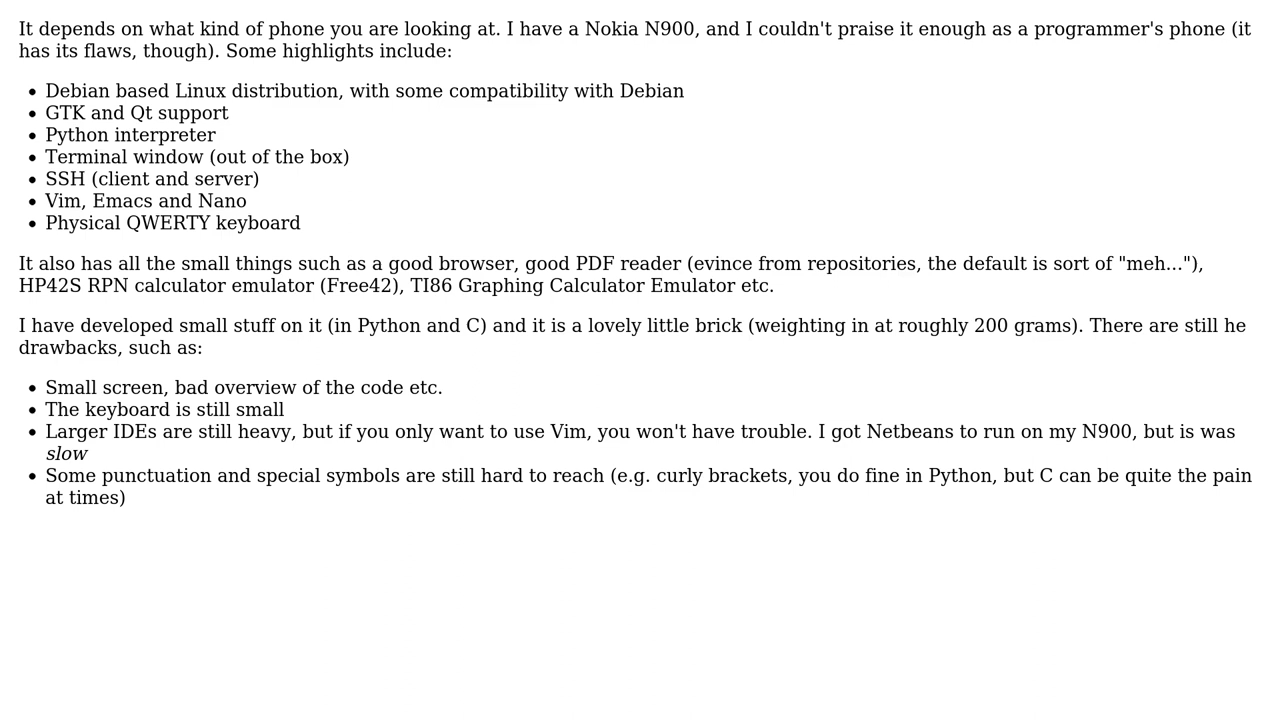 It depends on what kind of phone you are looking at. I have a Nokia N900, and I couldn't praise it enough as a programmer's phone (it
has its flaws, though). Some highlights include:
• Debian based Linux distribution, with some compatibility with Debian
• GTK and Qt support
• Python interpreter
• Terminal window (out of the box)
• SSH (client and server)
• Vim, Emacs and Nano
• Physical QWERTY keyboard
It also has all the small things such as a good browser, good PDF reader (evince from repositories, the default is sort of "meh..."),
HP42S RPN calculator emulator (Free42), TI86 Graphing Calculator Emulator etc.
I have developed small stuff on it (in Python and C) and it is a lovely little brick (weighting in at roughly 200 grams). There are still he
drawbacks, such as:
• Small screen, bad overview of the code etc.
• The keyboard is still small
• Larger IDEs are still heavy, but if you only want to use Vim, you won't have trouble. I got Netbeans to run on my N900, but is was
slow
• Some punctuation and special symbols are still hard to reach (e.g. curly brackets, you do fine in Python, but C can be quite the pain
at times)